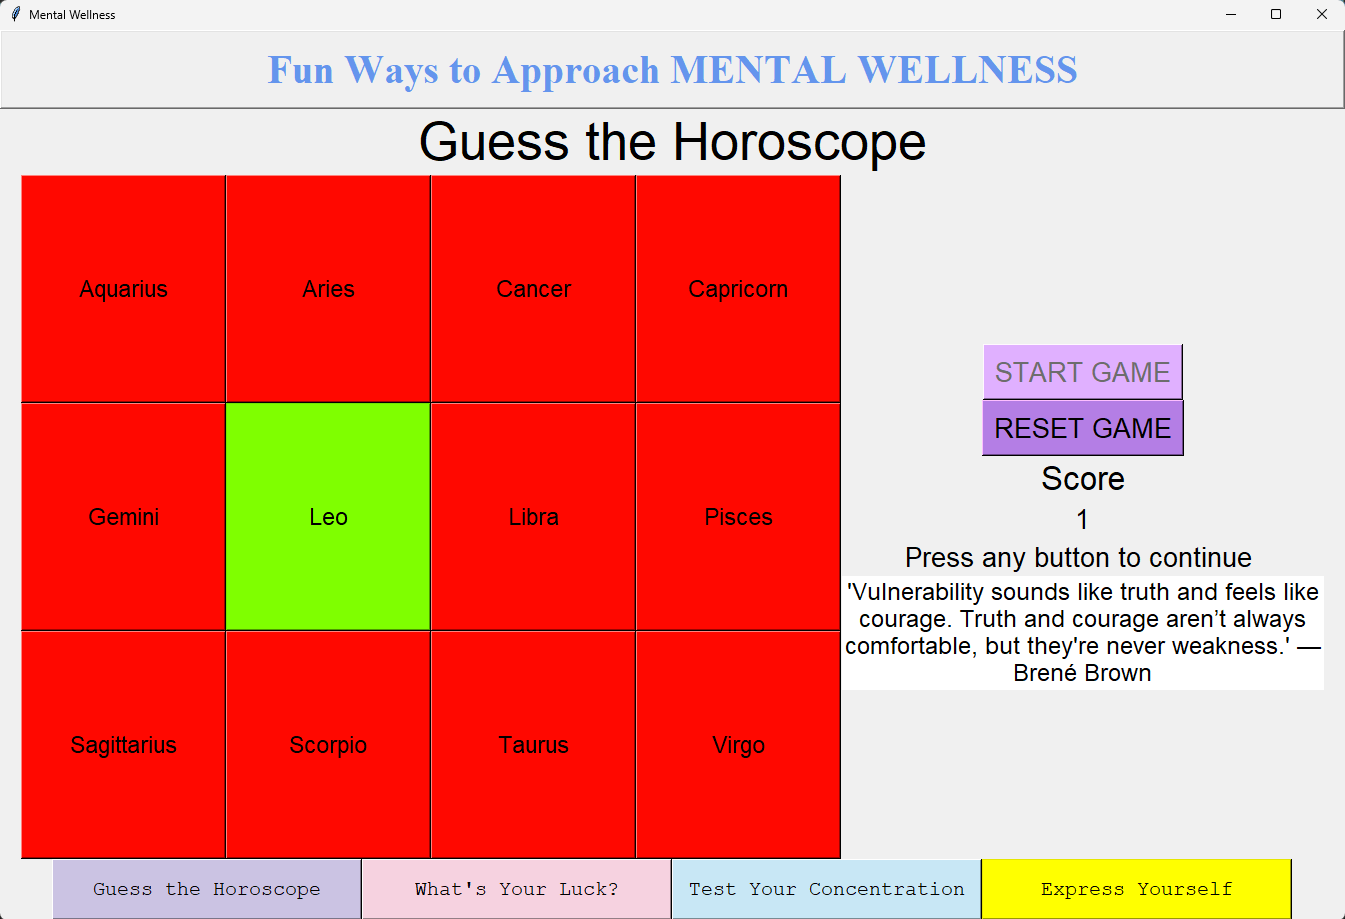 Mental Wellness
Fun Ways to Approach MENTAL WELLNESS
Guess the Horoscope
Aquarius
Aries
Cancer
Capricorn
Gemini
Leo
Libra
Pisces
Sagittarius
Scorpio
Taurus
Virgo
START GAME
RESET GAME
Score
1
Press any button to continue
'Vulnerability sounds like truth and feels like
courage. Truth and courage aren’t always
comfortable, but they're never weakness.' —
Brené Brown
Guess the Horoscope
What's Your Luck?
Test Your Concentration
Express Yourself